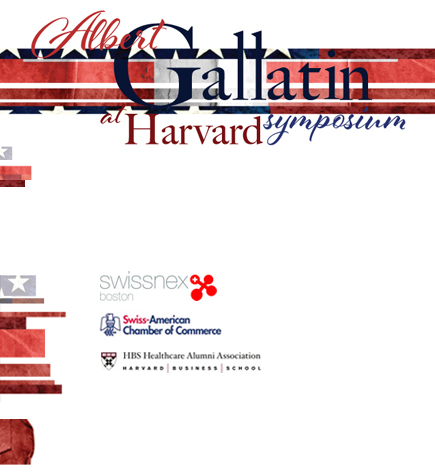 Albert
Gallatin
at Harvard symposium
swissnex
boston
Swiss-American
Chamber of Commerce
HBS Healthcare Alumni Association
HARVARD | BUSINESS | SCHOOL